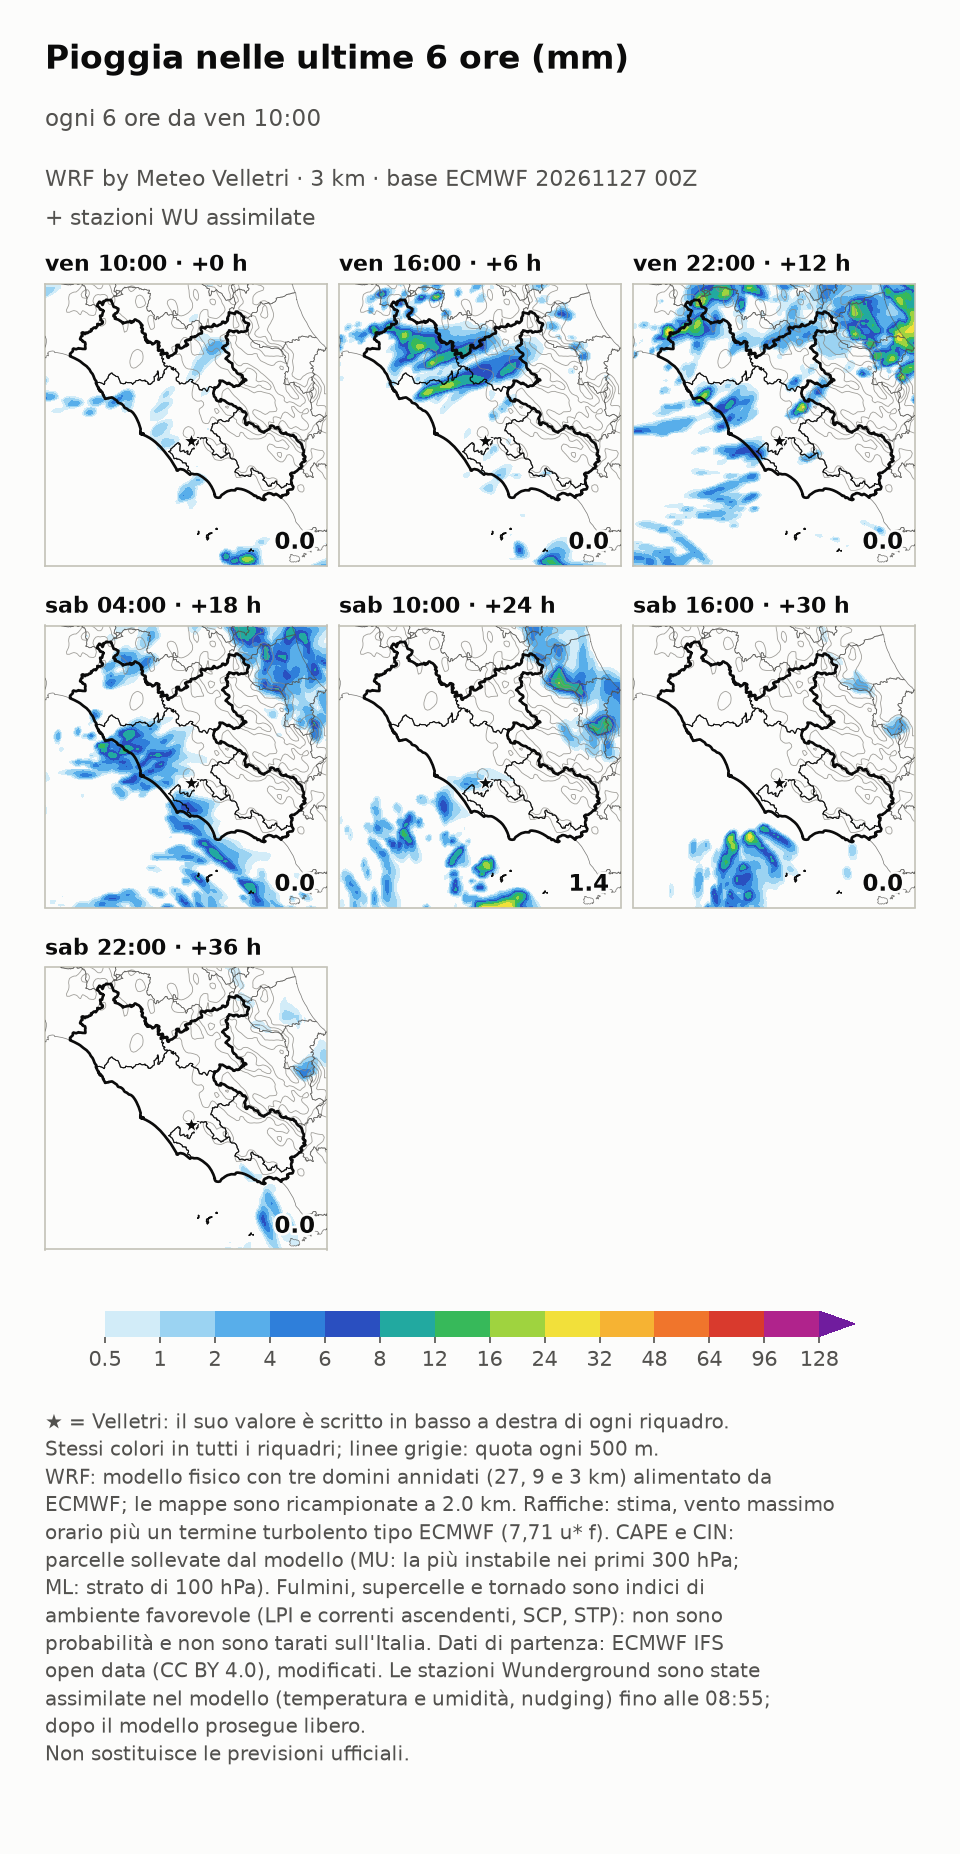 Pioggia nelle ultime 6 ore (mm)
ogni 6 ore da ven 10:00
WRF by Meteo Velletri · 3 km · base ECMWF 20261127 00Z
+ stazioni WU assimilate
ven 10:00 · +0 h
ven 16:00 · +6 h
ven 22:00 · +12 h
0.0
0.0
0.0
sab 04:00 · +18 h
sab 10:00 · +24 h
sab 16:00 · +30 h
0.0
1.4
0.0
sab 22:00 · +36 h
0.0
0.5 1 2 4 6 8 12 16 24 32 48 64 96 128
★ = Velletri: il suo valore è scritto in basso a destra di ogni riquadro.
Stessi colori in tutti i riquadri; linee grigie: quota ogni 500 m.
WRF: modello fisico con tre domini annidati (27, 9 e 3 km) alimentato da
ECMWF; le mappe sono ricampionate a 2.0 km. Raffiche: stima, vento massimo
orario più un termine turbolento tipo ECMWF (7,71 u* f). CAPE e CIN:
parcelle sollevate dal modello (MU: la più instabile nei primi 300 hPa;
ML: strato di 100 hPa). Fulmini, supercelle e tornado sono indici di
ambiente favorevole (LPI e correnti ascendenti, SCP, STP): non sono
probabilità e non sono tarati sull'Italia. Dati di partenza: ECMWF IFS
open data (CC BY 4.0), modificati. Le stazioni Wunderground sono state
assimilate nel modello (temperatura e umidità, nudging) fino alle 08:55;
dopo il modello prosegue libero.
Non sostituisce le previsioni ufficiali.